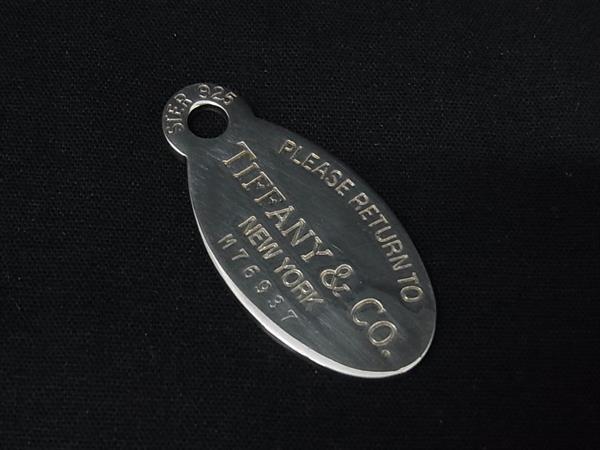 STER 925
PLEASE RETURN TO
TIFFANY & CO.
NEW YORK
M76937